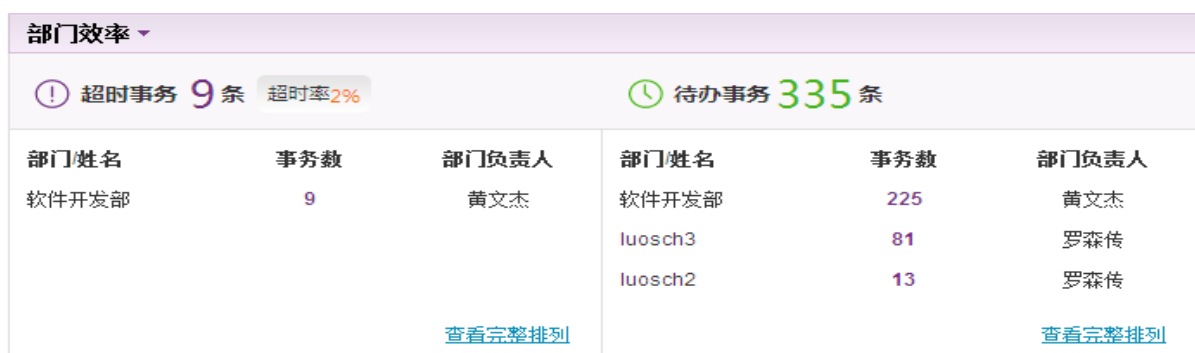 部门效率
超时事务 9 条 超时率2%
待办事务 335 条
部门/姓名 事务数 部门负责人
软件开发部 9 黄文杰
查看完整排列
部门/姓名 事务数 部门负责人
软件开发部 225 黄文杰
luosch3 81 罗森传
luosch2 13 罗森传
查看完整排列